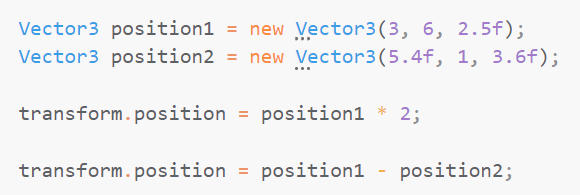 Vector3 position1 = new Vector3(3, 6, 2.5f);
Vector3 position2 = new Vector3(5.4f, 1, 3.6f);
transform.position = position1 * 2;
transform.position = position1 - position2;